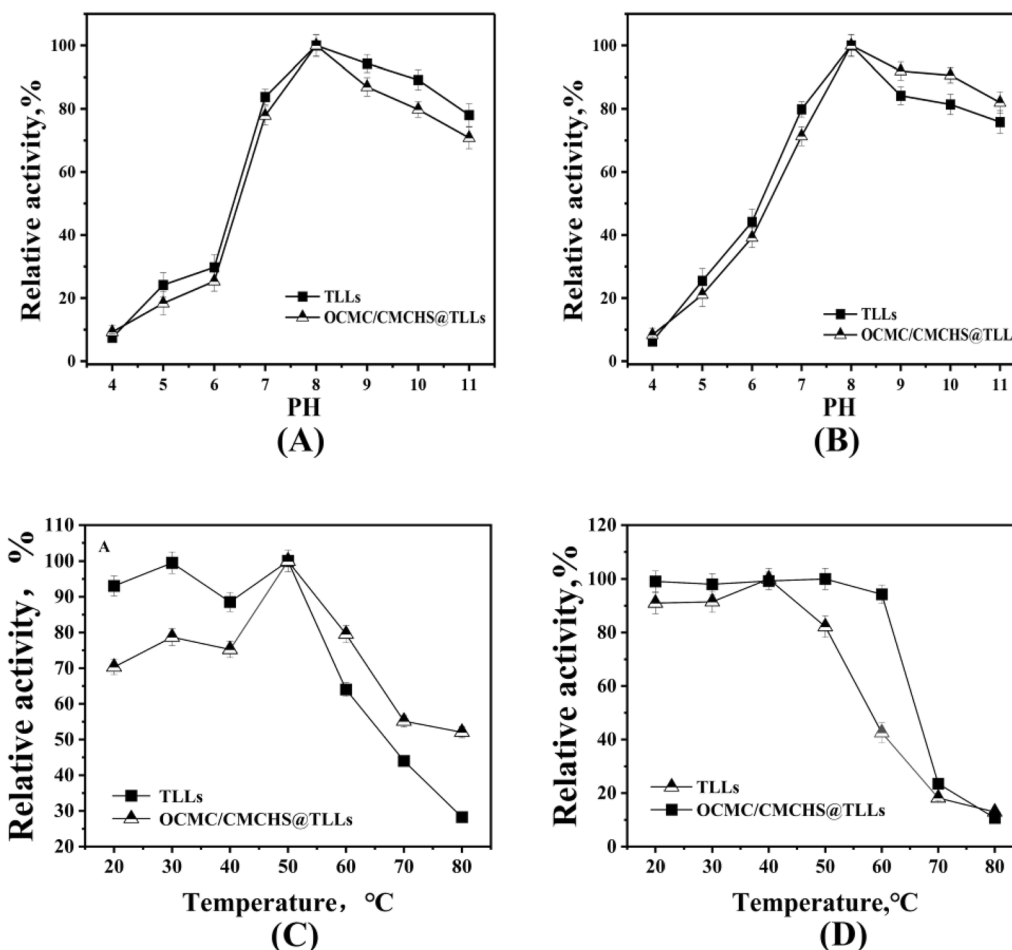 Relative activity,%
100
80
60
40
20
0
TLLs
OCMC/CMCHS@TLLs
4 5 6 7 8 9 10 11
PH
(A)
Relative activity,%
100
80
60
40
20
0
TLLs
OCMC/CMCHS@TLL
4 5 6 7 8 9 10 11
PH
(B)
Relative activity, %
110
100
90
80
70
60
50
40
30
20
A
TLLs
OCMC/CMCHS@TLLs
20 30 40 50 60 70 80
Temperature, °C
(C)
Relative activity,%
120
100
80
60
40
20
0
TLLs
OCMC/CMCHS@TLLs
20 30 40 50 60 70 80
Temperature,°C
(D)